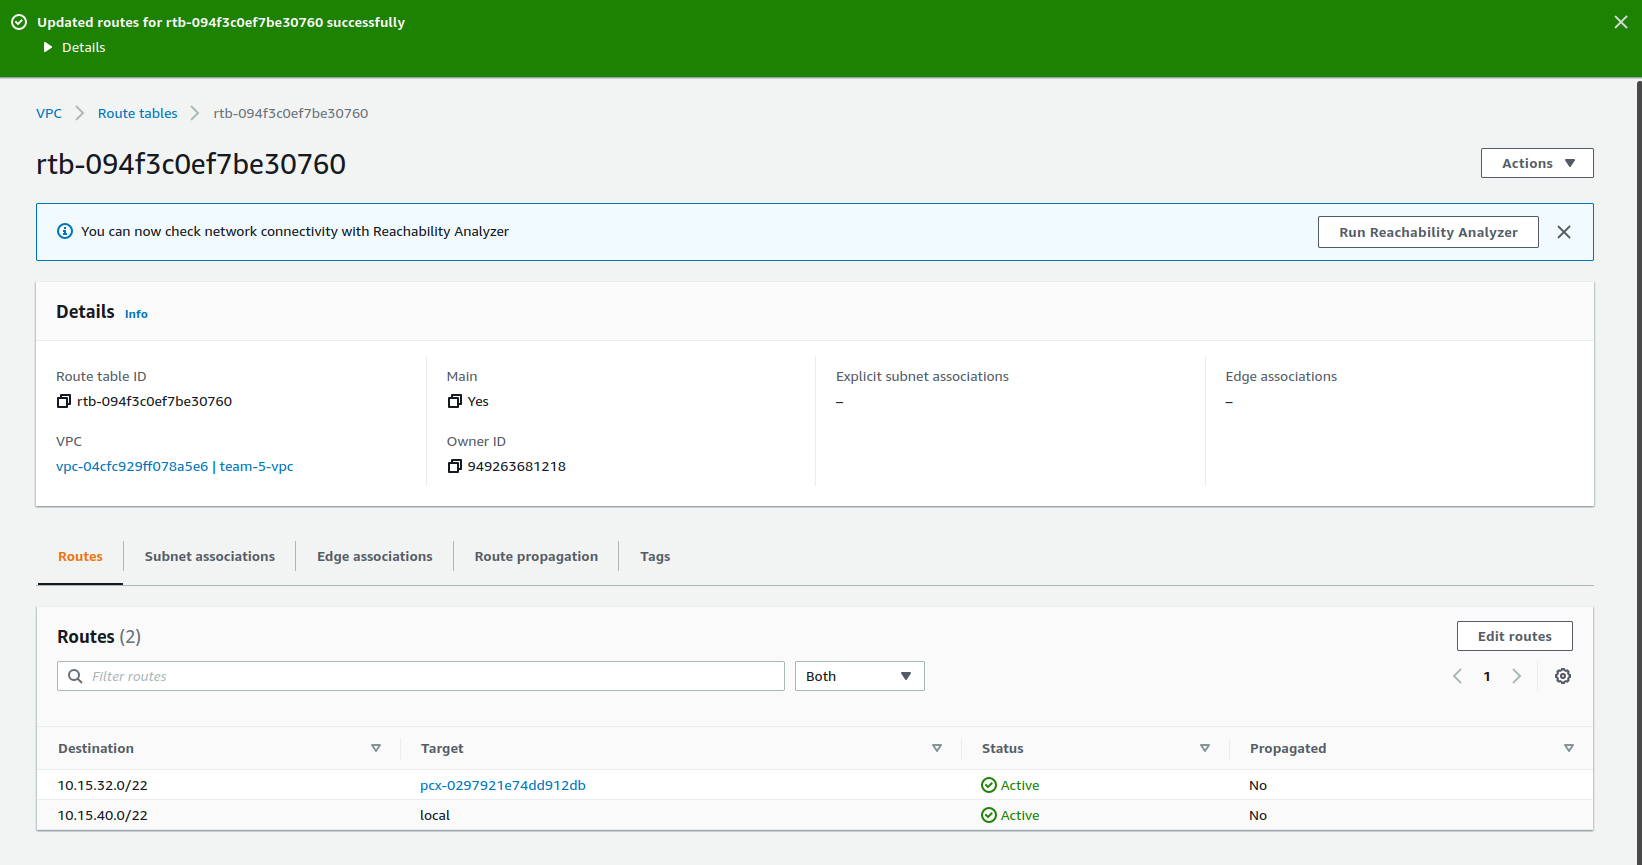 Updated routes for rtb-094f3c0ef7be30760 successfully
Details
VPC Route tables rtb-094f3c0ef7be30760
rtb-094f3c0ef7be30760
Actions
You can now check network connectivity with Reachability Analyzer
Run Reachability Analyzer
Details Info
Route table ID
rtb-094f3c0ef7be30760
VPC
vpc-04cfc929ff078a5e6 | team-5-vpc
Main
Yes
Owner ID
949263681218
Explicit subnet associations
–
Edge associations
–
Routes Subnet associations Edge associations Route propagation Tags
Routes (2)
Edit routes
Filter routes
Both
1
Destination Target Status Propagated
10.15.32.0/22 pcx-0297921e74dd912db Active No
10.15.40.0/22 local Active No